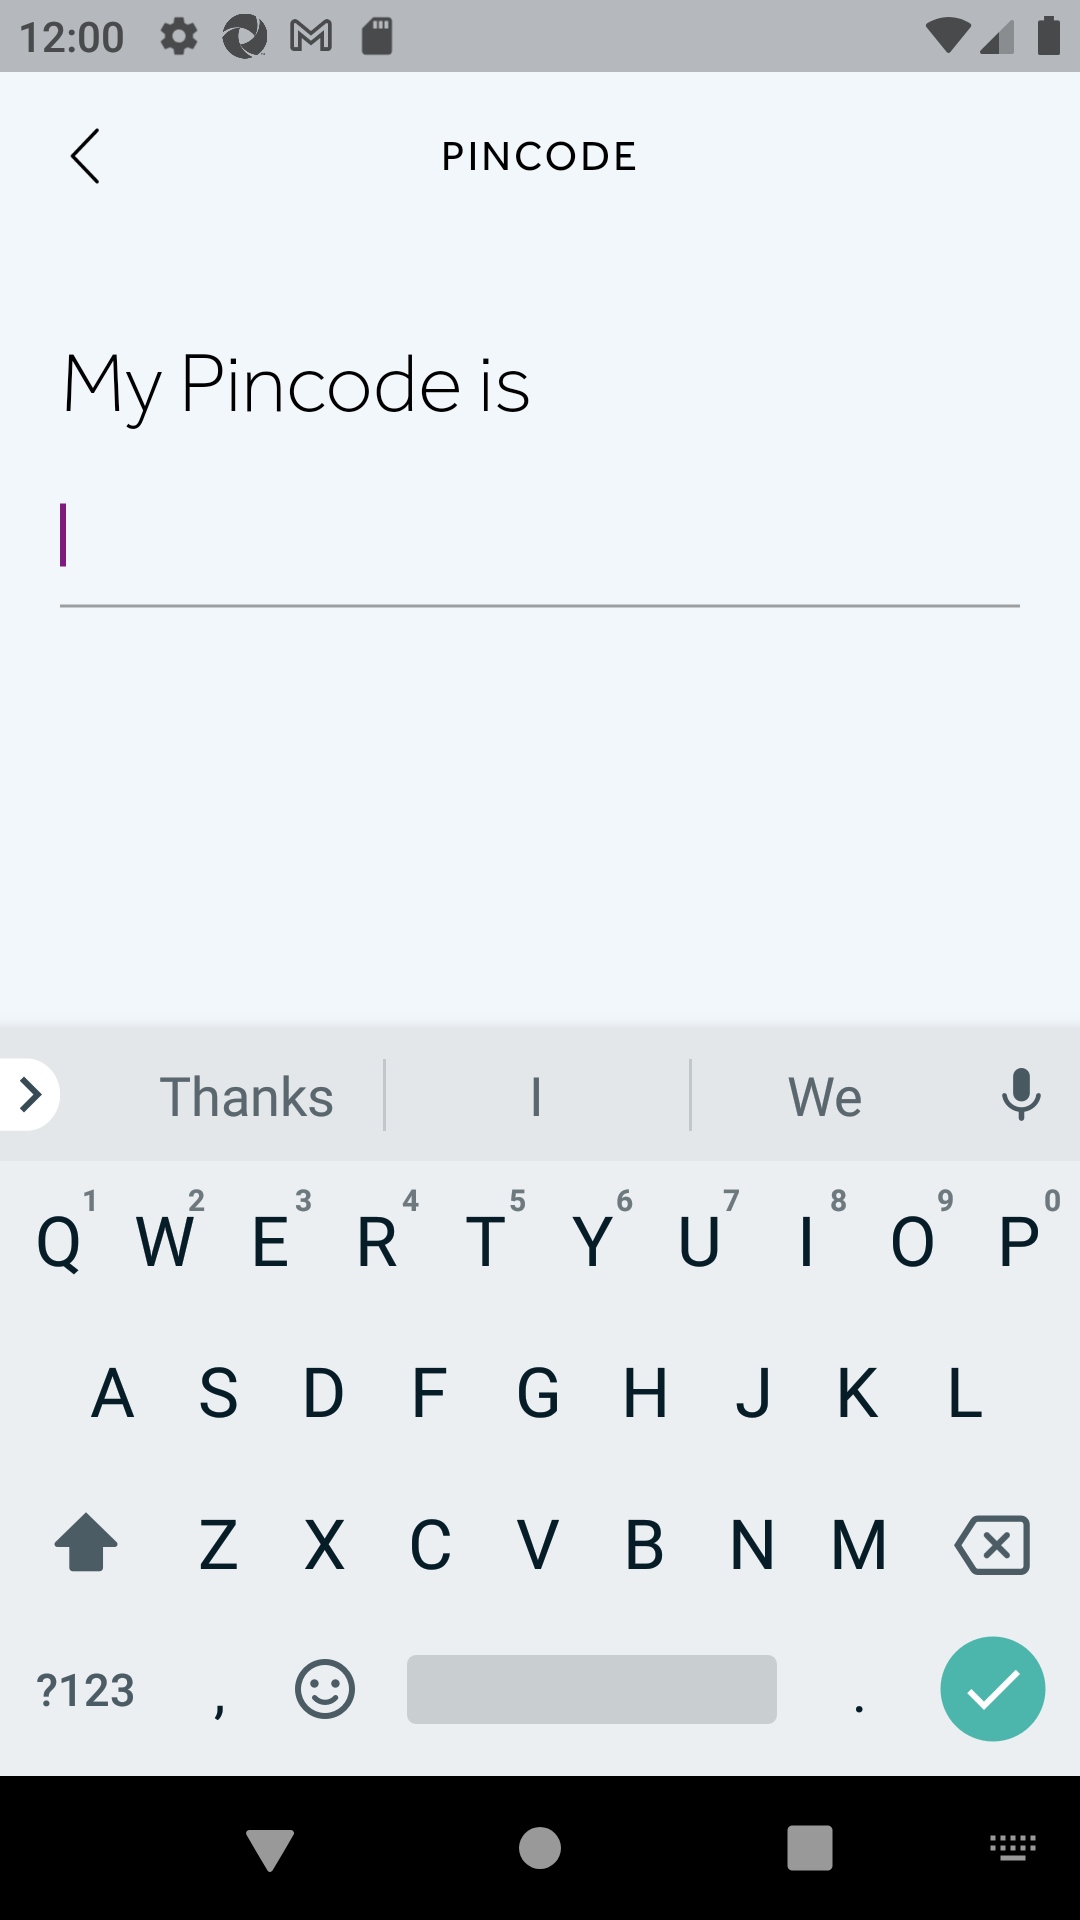 12:00
PINCODE
My Pincode is
Thanks I We
1 2 3 4 5 6 7 8 9 0
Q W E R T Y U I O P
A S D F G H J K L
Z X C V B N M
?123 , .